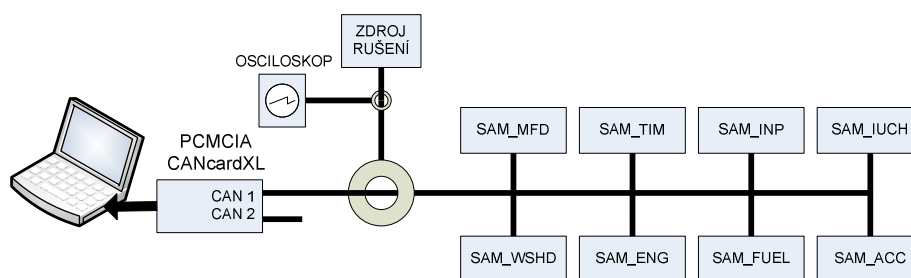 ZDROJ
RUŠENÍ
OSCILOSKOP
PCMCIA
CANcardXL
CAN 1
CAN 2
SAM_MFD
SAM_TIM
SAM_INP
SAM_IUCH
SAM_WSHD
SAM_ENG
SAM_FUEL
SAM_ACC